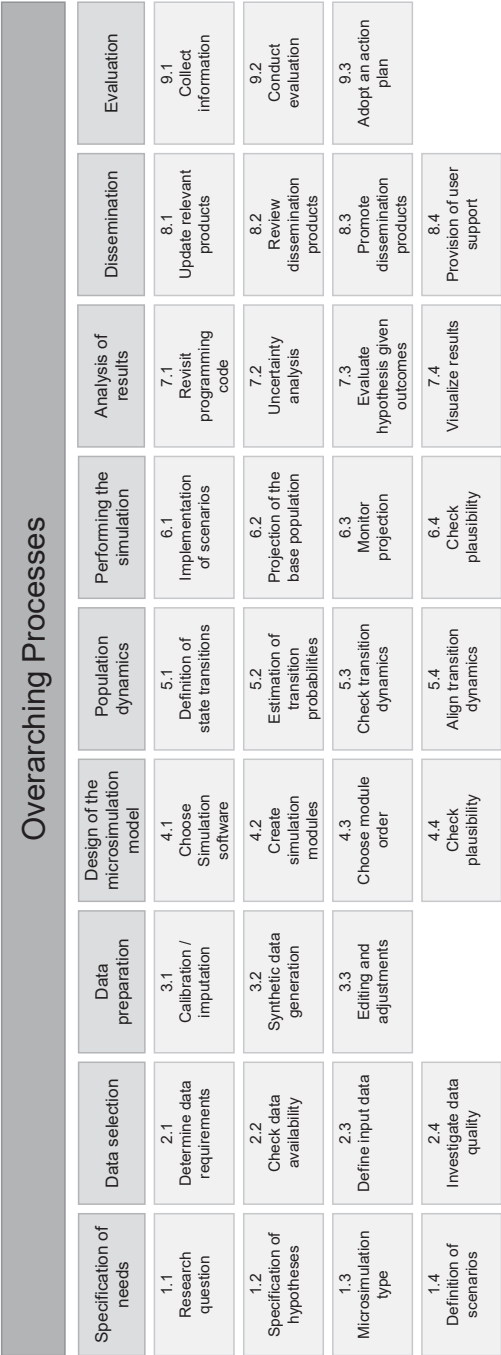 Overarching Processes
Specification of
needs
1.1
Research
question
1.2
Specification of
hypotheses
1.3
Microsimulation
type
1.4
Definition of
scenarios
Data selection
2.1
Determine data
requirements
2.2
Check data
availability
2.3
Define input data
2.4
Investigate data
quality
Data
preparation
3.1
Calibration /
imputation
3.2
Synthetic data
generation
3.3
Editing and
adjustments
Design of the
microsimulation
model
4.1
Choose
Simulation
software
4.2
Create
simulation
modules
4.3
Choose module
order
4.4
Check
plausibility
Population
dynamics
5.1
Definition of
state transitions
5.2
Estimation of
transition
probabilities
5.3
Check transition
dynamics
5.4
Align transition
dynamics
Performing the
simulation
6.1
Implementation
of scenarios
6.2
Projection of the
base population
6.3
Monitor
projection
6.4
Check
plausibility
Analysis of
results
7.1
Revisit
programming
code
7.2
Uncertainty
analysis
7.3
Evaluate
hypothesis given
outcomes
7.4
Visualize results
Dissemination
8.1
Update relevant
products
8.2
Review
dissemination
products
8.3
Promote
dissemination
products
8.4
Provision of user
support
Evaluation
9.1
Collect
information
9.2
Conduct
evaluation
9.3
Adopt an action
plan